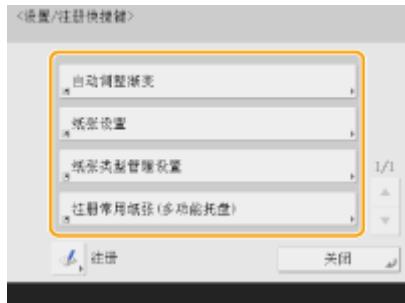 <设置/注册快捷键>
自动调整渐变
纸张设置
纸张类型管理设置
注册常用纸张(多功能托盘)
1/1
注册
关闭